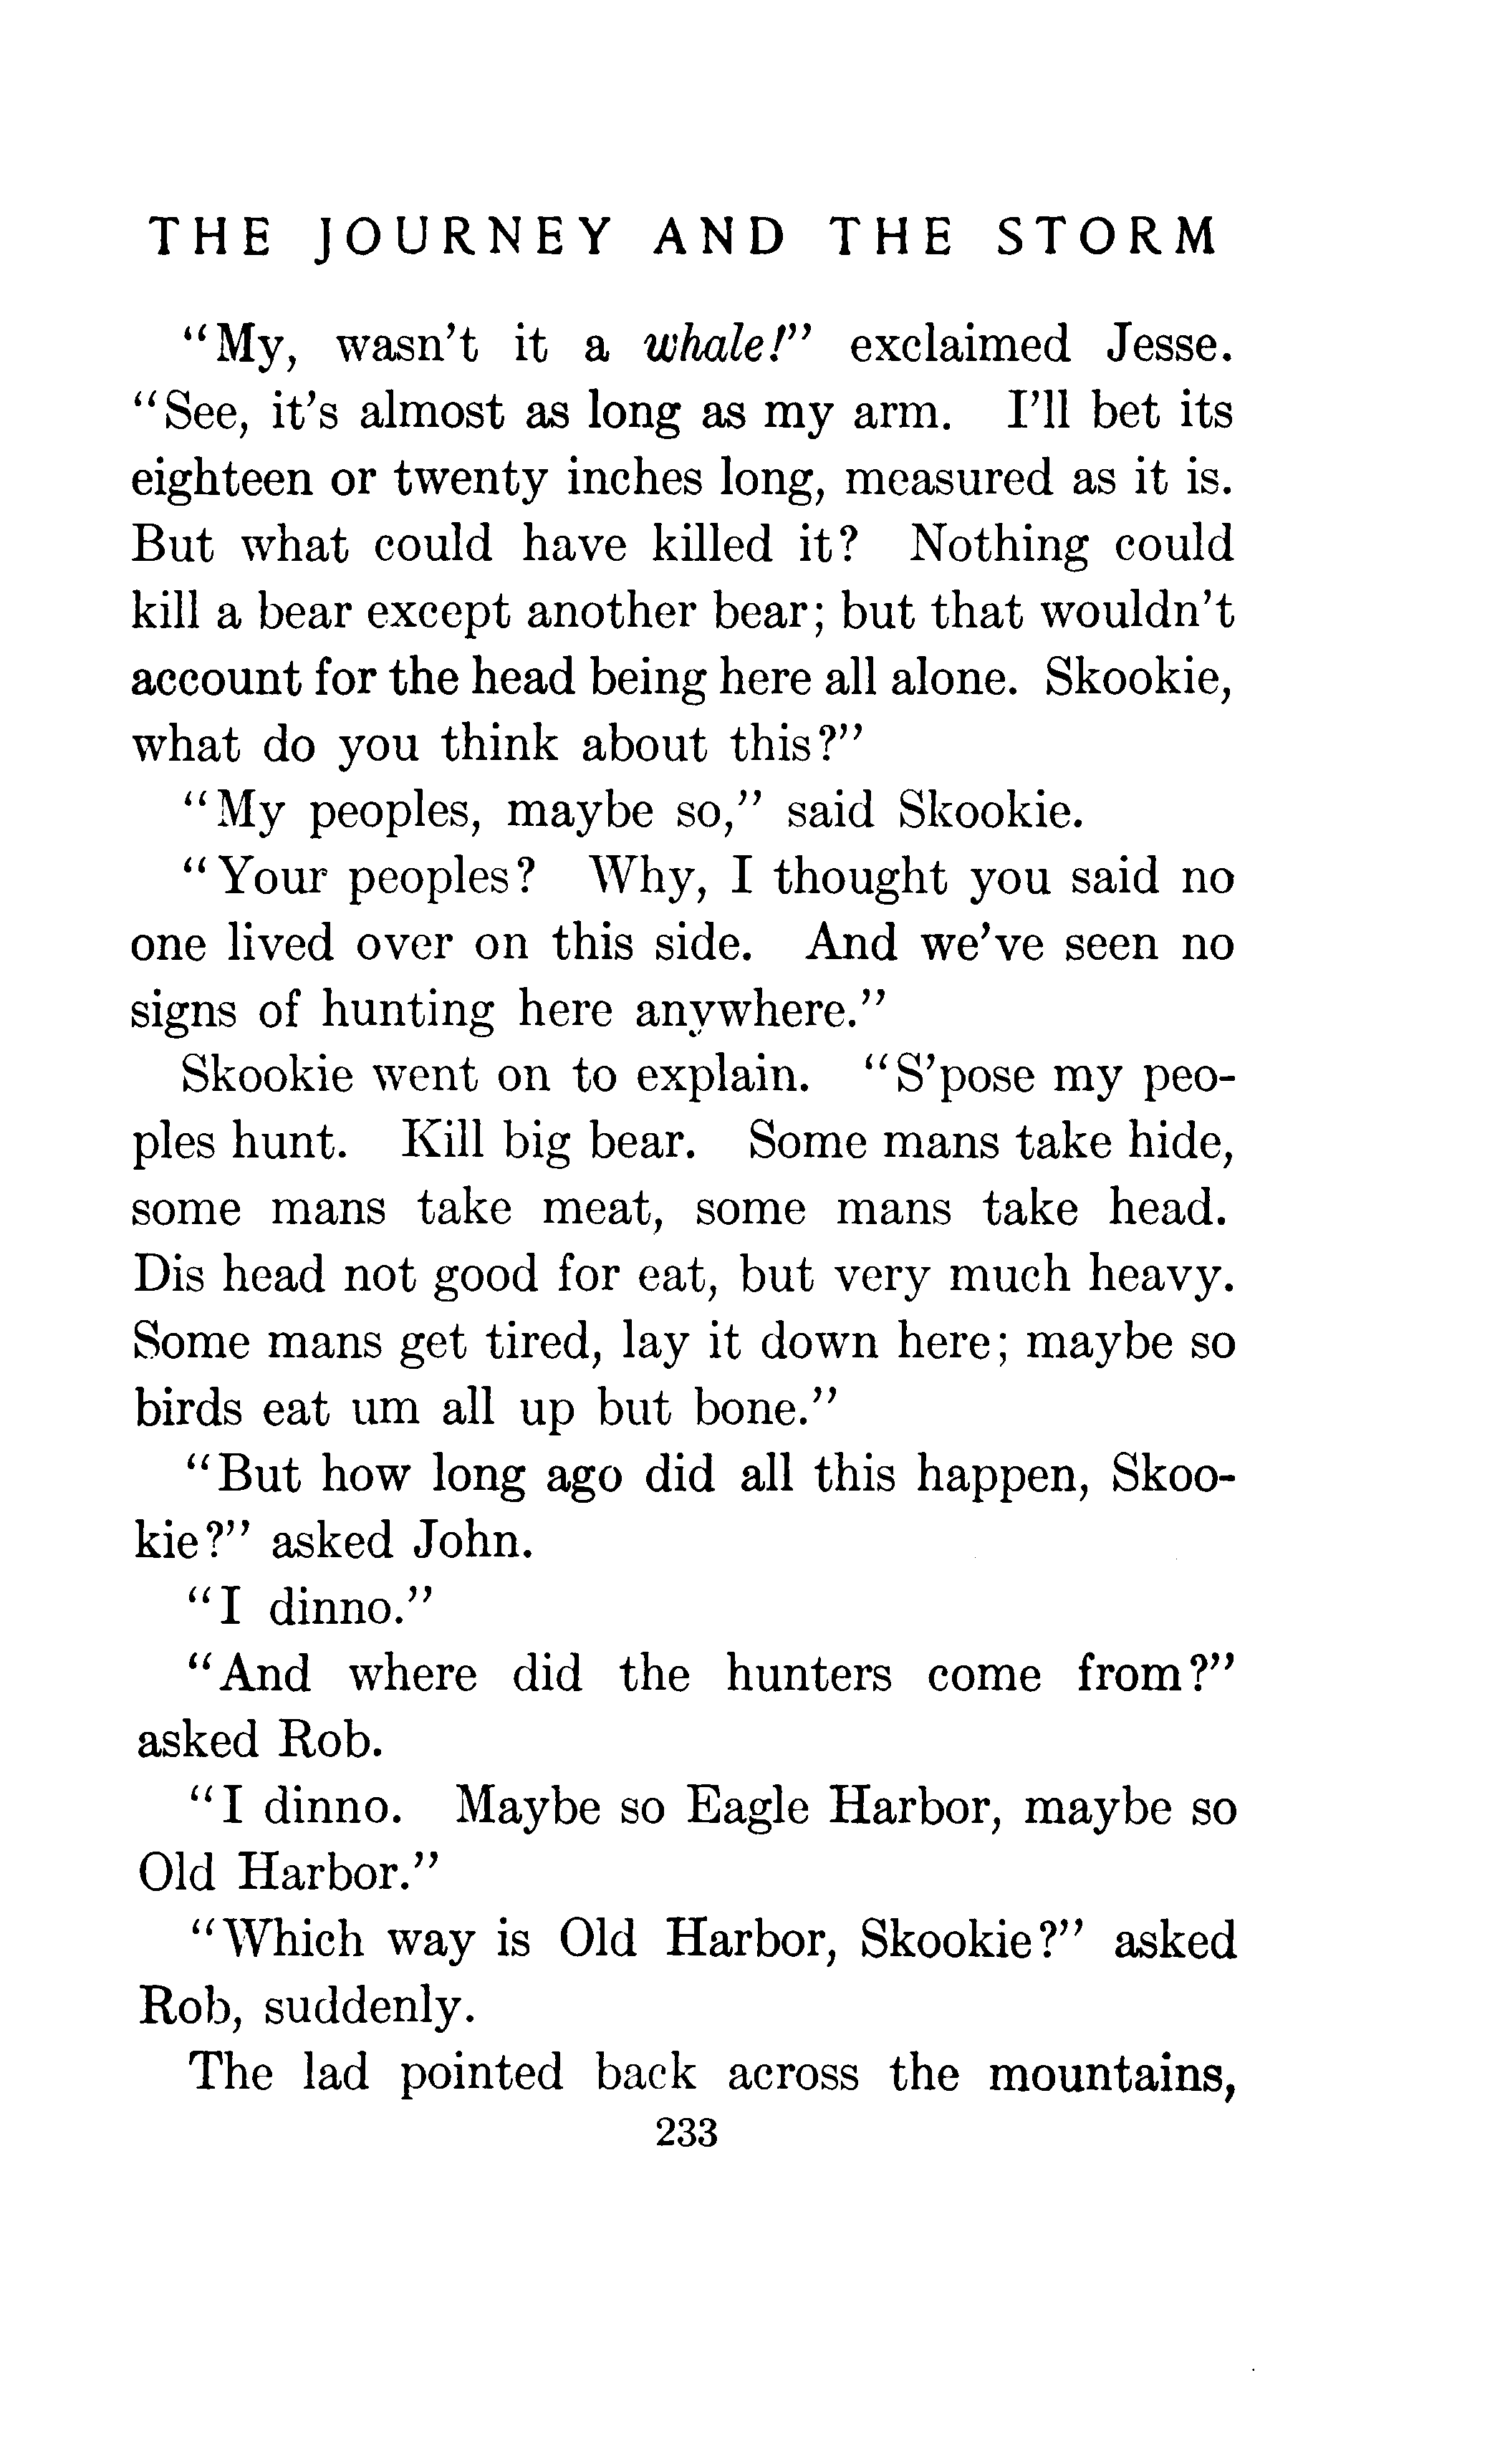 THE JOURNEY AND THE STORM
"My, wasn't it a whale!" exclaimed Jesse.
"See, it's almost as long as my arm. I'll bet its
eighteen or twenty inches long, measured as it is.
But what could have killed it? Nothing could
kill a bear except another bear; but that wouldn't
account for the head being here all alone. Skookie,
what do you think about this?"
"My peoples, maybe so," said Skookie.
"Your peoples? Why, I thought you said no
one lived over on this side. And we've seen no
signs of hunting here anywhere."
Skookie went on to explain. "S'pose my peo-
ples hunt. Kill big bear. Some mans take hide,
some mans take meat, some mans take head.
Dis head not good for eat, but very much heavy.
Some mans get tired, lay it down here; maybe so
birds eat um all up but bone."
"But how long ago did all this happen, Skoo-
kie?" asked John.
"I dinno."
"And where did the hunters come from?"
asked Rob.
"I dinno. Maybe so Eagle Harbor, maybe so
Old Harbor."
"Which way is Old Harbor, Skookie?" asked
Rob, suddenly.
The lad pointed back across the mountains,
233